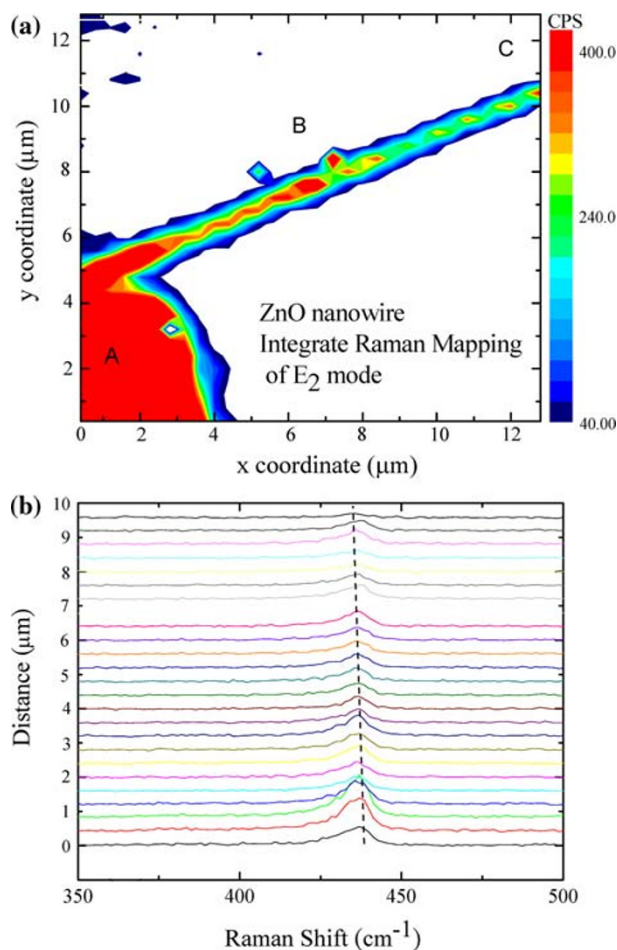 (a)
CPS
400.0
240.0
40.00
12
10
8
6
4
2
y coordinate (μm)
A
B
C
ZnO nanowire
Integrate Raman Mapping
of E2 mode
0 2 4 6 8 10 12
x coordinate (μm)
(b)
10
9
8
7
6
5
4
3
2
1
0
Distance (μm)
350 400 450 500
Raman Shift (cm-1)